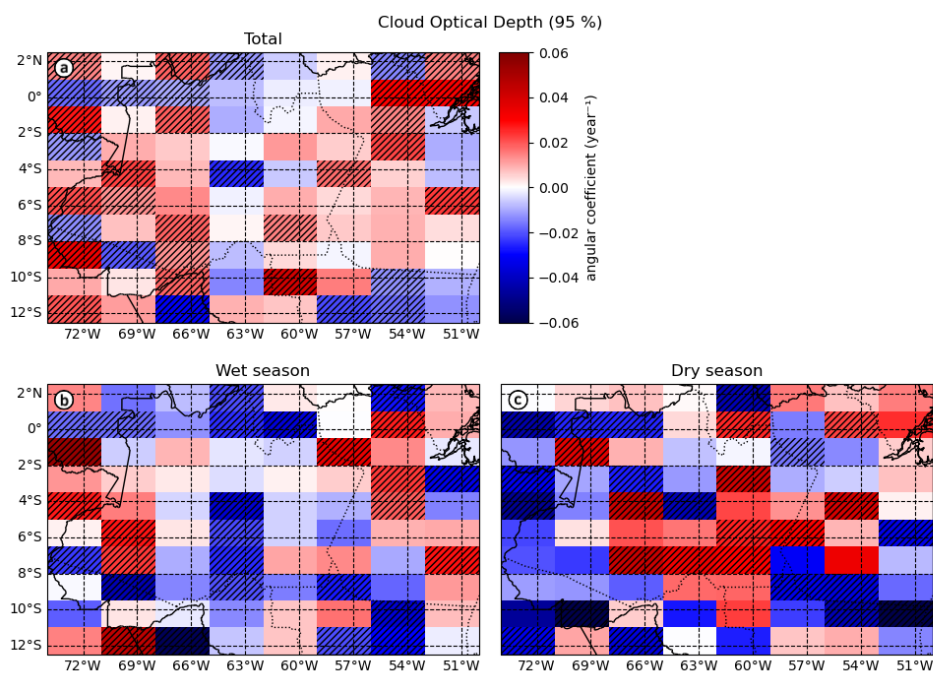 Cloud Optical Depth (95 %)
Total
a
2°N
0°
2°S
4°S
6°S
8°S
10°S
12°S
72°W 69°W 66°W 63°W 60°W 57°W 54°W 51°W
0.06
0.04
0.02
0.00
−0.02
−0.04
−0.06
angular coefficient (year⁻¹)
Wet season
b
2°N
0°
2°S
4°S
6°S
8°S
10°S
12°S
72°W 69°W 66°W 63°W 60°W 57°W 54°W 51°W
Dry season
c
72°W 69°W 66°W 63°W 60°W 57°W 54°W 51°W